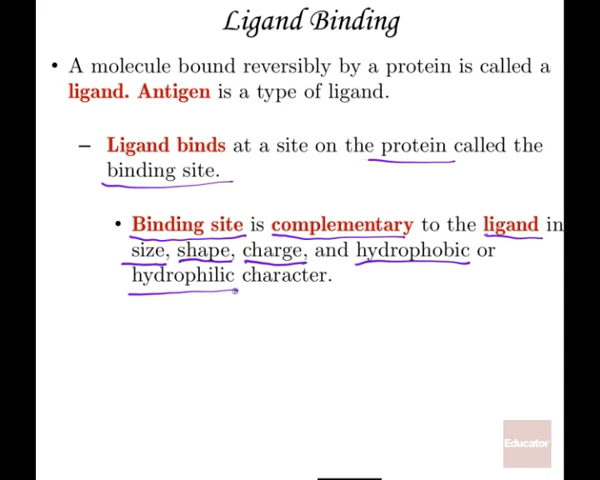 Ligand Binding
• A molecule bound reversibly by a protein is called a
ligand. Antigen is a type of ligand.
– Ligand binds at a site on the protein called the
binding site.
• Binding site is complementary to the ligand in
size, shape, charge, and hydrophobic or
hydrophilic character.
Educator